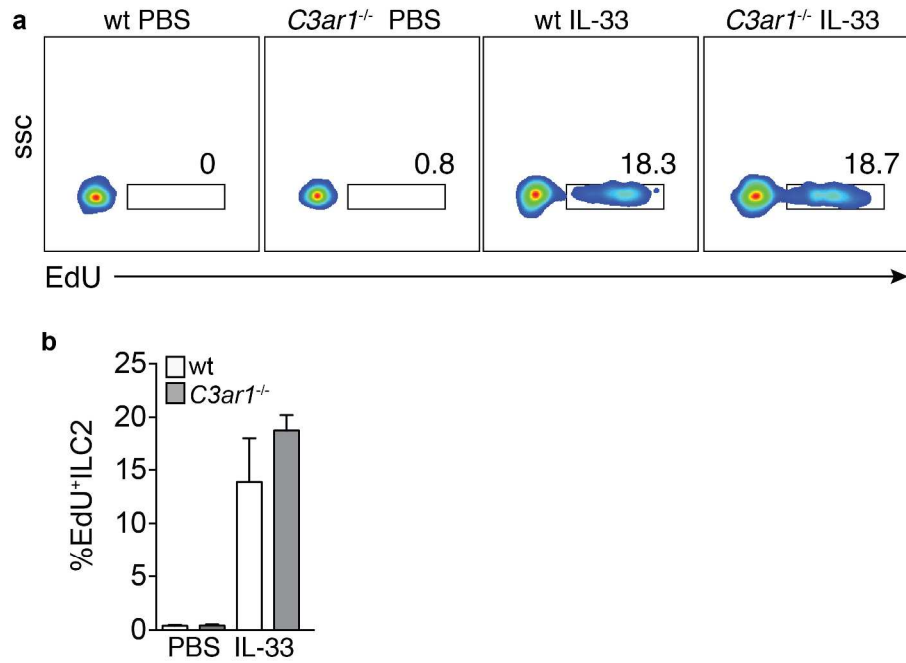 a
wt PBS
C3ar1-/- PBS
wt IL-33
C3ar1-/- IL-33
ssc
0
0.8
18.3
18.7
EdU
b
%EdU+ILC2
25
20
15
10
5
0
wt
C3ar1-/-
PBS IL-33